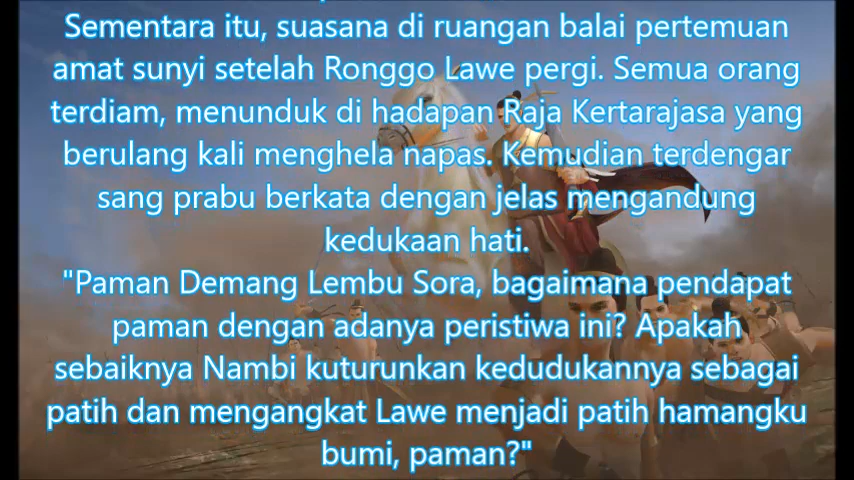 Sementara itu, suasana di ruangan balai pertemuan
amat sunyi setelah Ronggo Lawe pergi. Semua orang
terdiam, menunduk di hadapan Raja Kertarajasa yang
berulang kali menghela napas. Kemudian terdengar
sang prabu berkata dengan jelas mengandung
kedukaan hati.
"Paman Demang Lembu Sora, bagaimana pendapat
paman dengan adanya peristiwa ini? Apakah
sebaiknya Nambi kuturunkan kedudukannya sebagai
patih dan mengangkat Lawe menjadi patih hamangku
bumi, paman?"